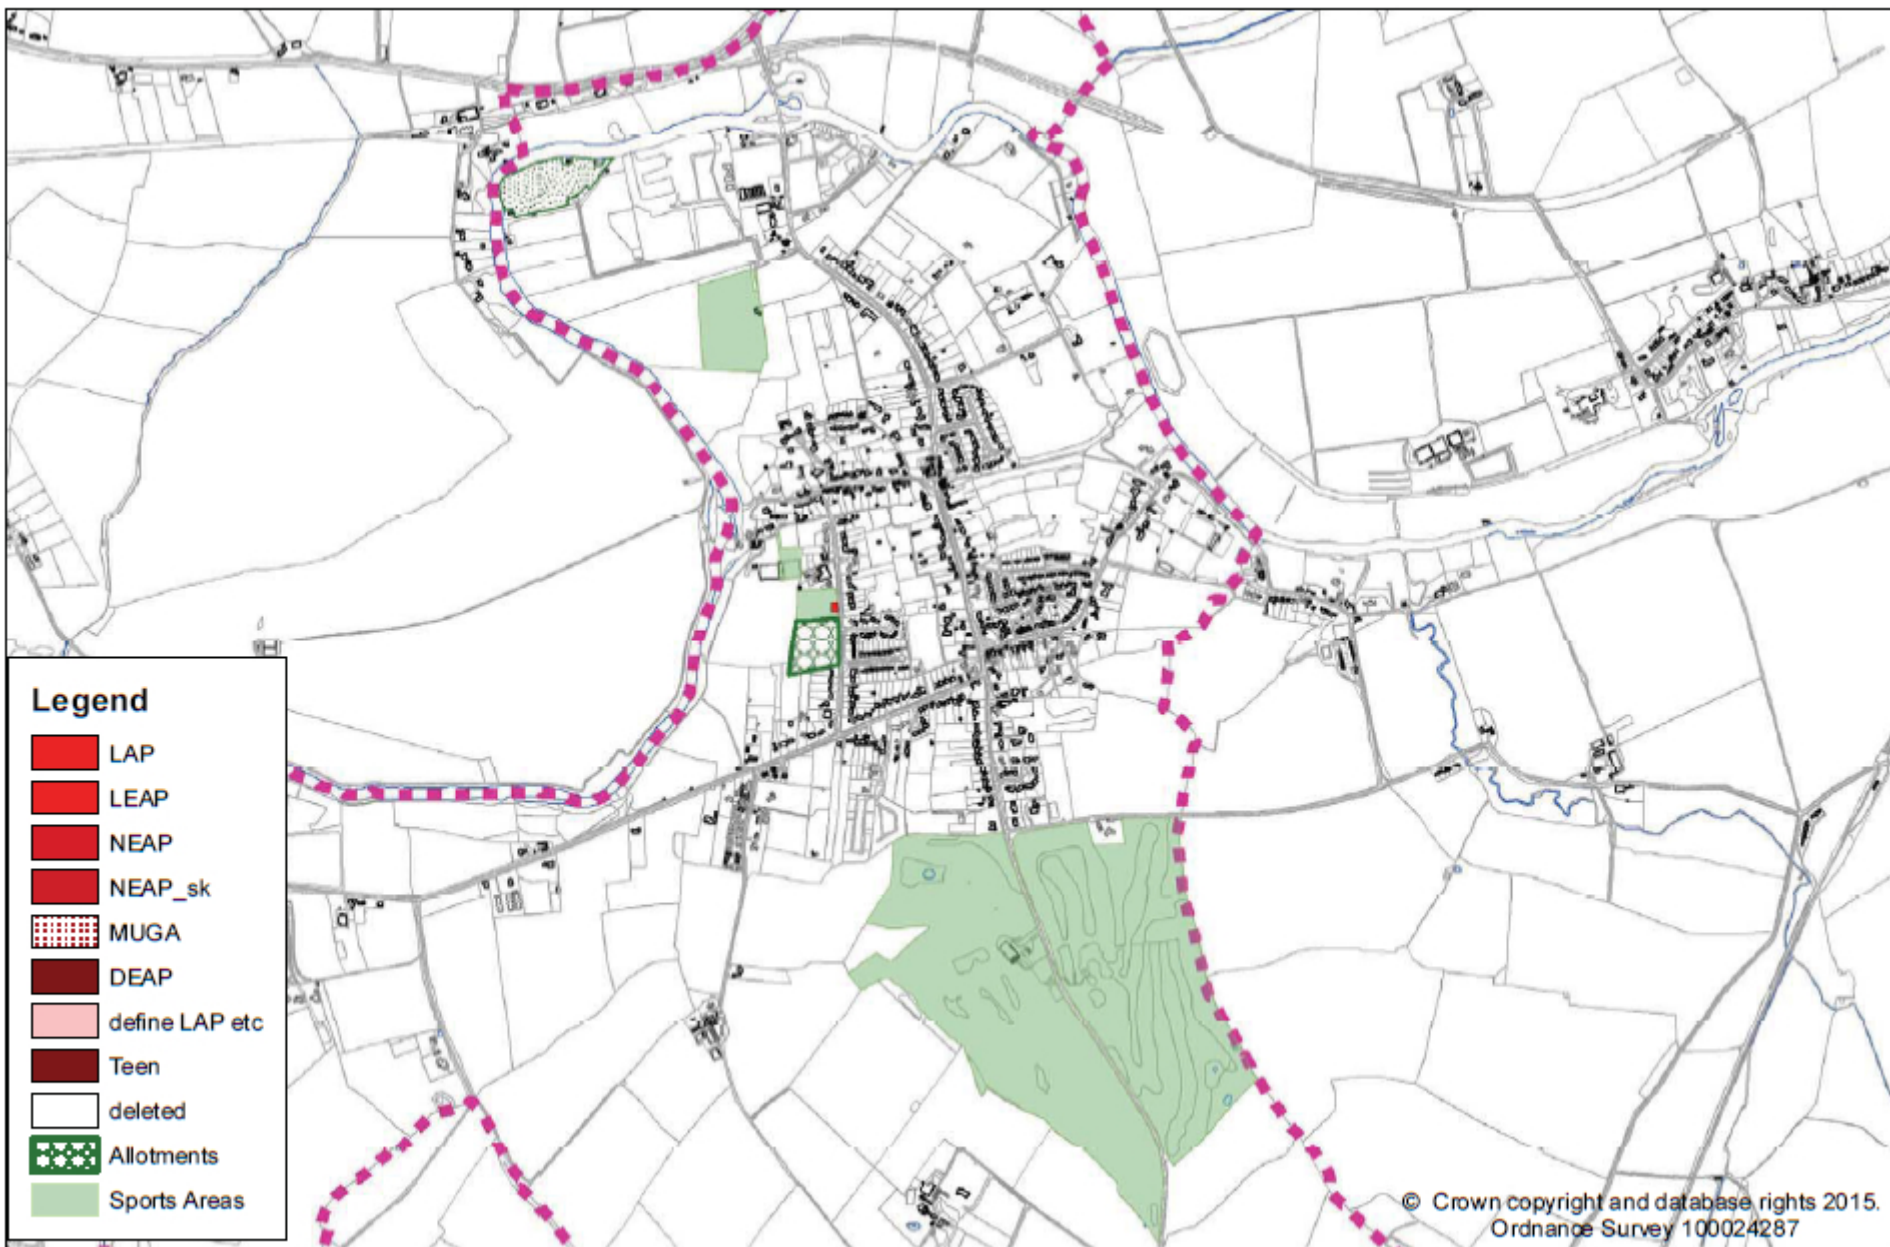 Legend
LAP
LEAP
NEAP
NEAP_sk
MUGA
DEAP
define LAP etc
Teen
deleted
Allotments
Sports Areas
© Crown copyright and database rights 2015.
Ordnance Survey 100024287